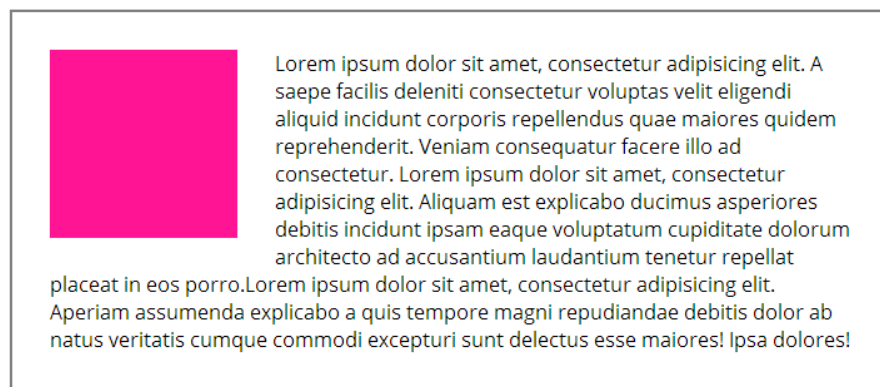 Lorem ipsum dolor sit amet, consectetur adipisicing elit. A
saepe facilis deleniti consectetur voluptas velit eligendi
aliquid incidunt corporis repellendus quae maiores quidem
reprehenderit. Veniam consequatur facere illo ad
consectetur. Lorem ipsum dolor sit amet, consectetur
adipisicing elit. Aliquam est explicabo ducimus asperiores
debitis incidunt ipsam eaque voluptatum cupiditate dolorum
architecto ad accusantium laudantium tenetur repellat
placeat in eos porro.Lorem ipsum dolor sit amet, consectetur adipisicing elit.
Aperiam assumenda explicabo a quis tempore magni repudiandae debitis dolor ab
natus veritatis cumque commodi excepturi sunt delectus esse maiores! Ipsa dolores!